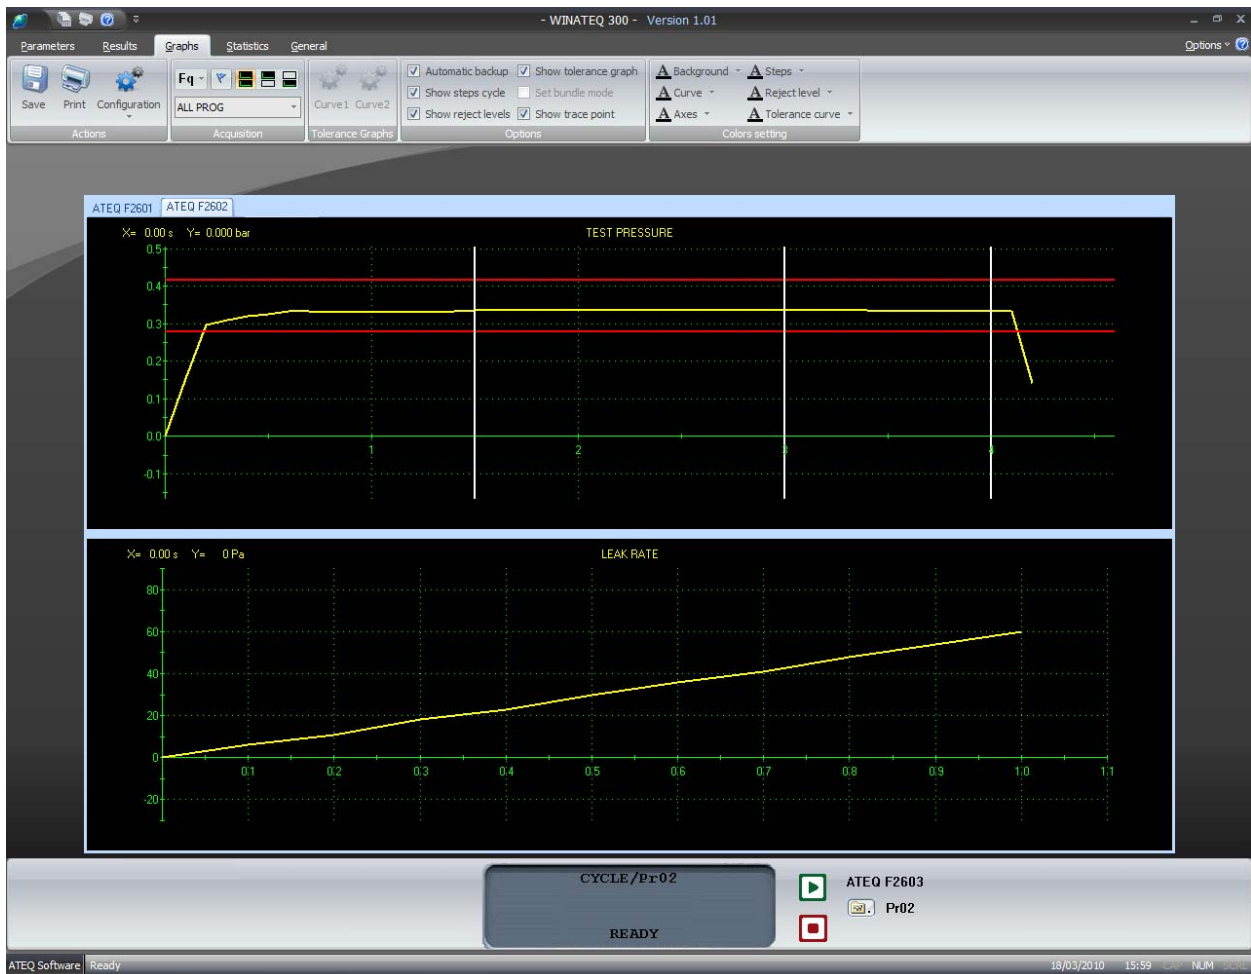 - WINATEQ 300 - Version 1.01
Parameters Results Graphs Statistics General Options
Fq Automatic backup Show tolerance graph Background Steps
Save Print Configuration ALL PROG Curve1 Curve2 Show steps cycle Set bundle mode Curve Reject level
Show reject levels Show trace point Axes Tolerance curve
Actions Acquisition Tolerance Graphs Options Colors setting
ATEQ F2601 ATEQ F2602
X= 0.00 s Y= 0.000 bar TEST PRESSURE
0.5
0.4
0.3
0.2
0.1
0.0
1 2 3 4
-0.1
X= 0.00 s Y= 0 Pa LEAK RATE
80
60
40
20
0
0.1 0.2 0.3 0.4 0.5 0.6 0.7 0.8 0.9 1.0 1.1
-20
CYCLE/Pr02
ATEQ F2603
Pr02
READY
ATEQ Software Ready 18/03/2010 15:59 CAP NUM SCRL